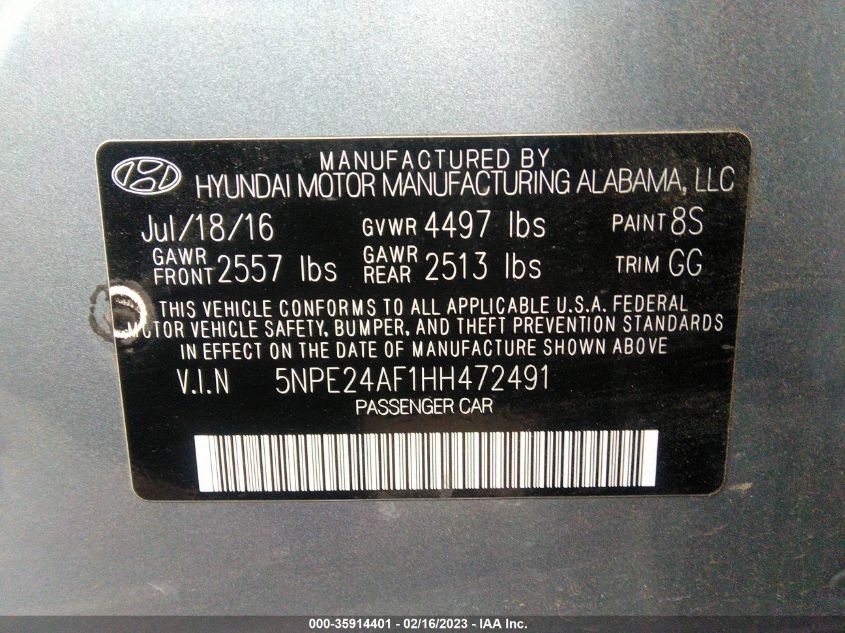 MANUFACTURED BY
HYUNDAI MOTOR MANUFACTURING ALABAMA, LLC
Jul/18/16 GVWR 4497 lbs PAINT 8S
GAWR FRONT 2557 lbs GAWR REAR 2513 lbs TRIM GG
THIS VEHICLE CONFORMS TO ALL APPLICABLE U.S.A. FEDERAL
MOTOR VEHICLE SAFETY, BUMPER, AND THEFT PREVENTION STANDARDS
IN EFFECT ON THE DATE OF MANUFACTURE SHOWN ABOVE
V.I.N 5NPE24AF1HH472491
PASSENGER CAR
000-35914401 - 02/16/2023 - IAA Inc.